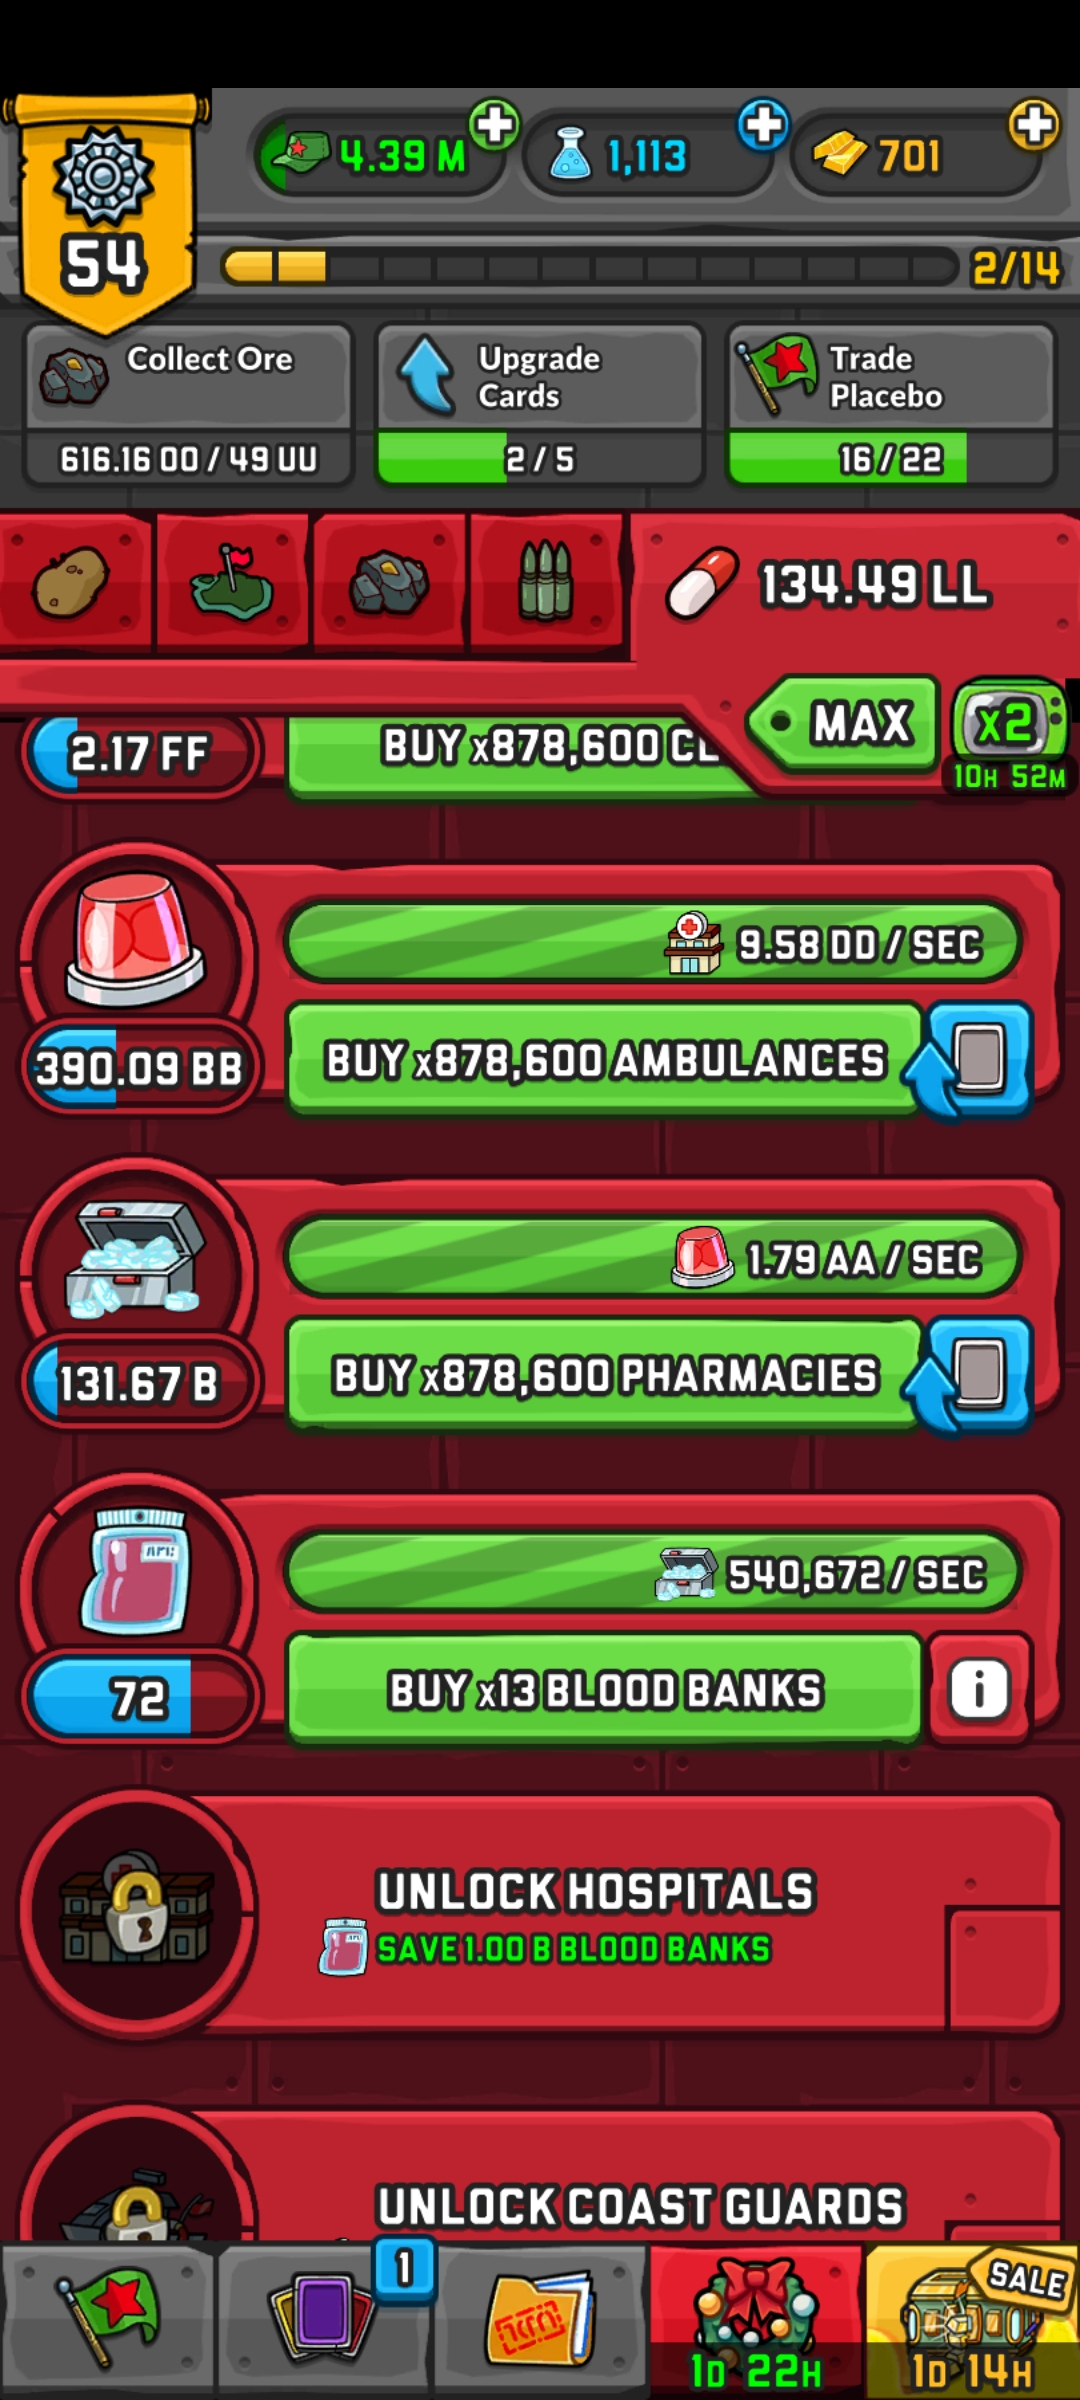 4.39 M
1,113
701
54
2/14
Collect Ore
616.16 OO / 49 UU
Upgrade
Cards
2 / 5
Trade
Placebo
16 / 22
134.49 LL
MAX
X2
10H 52M
2.17 FF
BUY x878,600 CL
9.58 DD / SEC
390.09 BB
BUY x878,600 AMBULANCES
1.79 AA / SEC
131.67 B
BUY x878,600 PHARMACIES
540,672 / SEC
72
BUY x13 BLOOD BANKS
i
UNLOCK HOSPITALS
SAVE 1.00 B BLOOD BANKS
UNLOCK COAST GUARDS
1
SALE
1D 22H
1D 14H